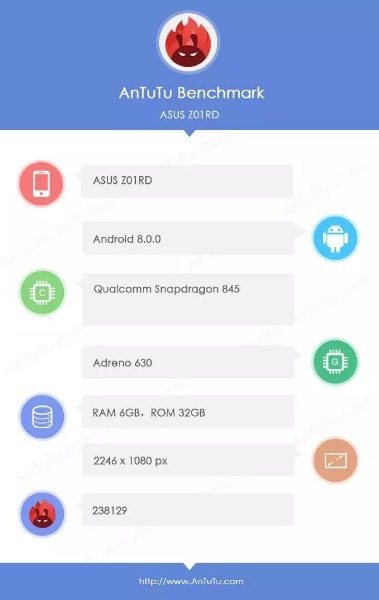 AnTuTu Benchmark
ASUS Z01RD
ASUS Z01RD
Android 8.0.0
Qualcomm Snapdragon 845
C
Adreno 630
G
RAM 6GB，ROM 32GB
2246 x 1080 px
238129
http://www.AnTuTu.com